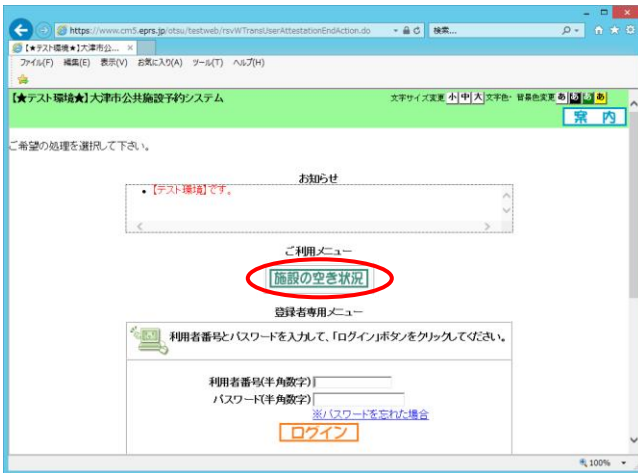 https://www.cm5.eprs.jp/otsu/testweb/rsvWTransUserAttestationEndAction.do
検索...
【★テスト環境★】大津市公...
ファイル(F) 編集(E) 表示(V) お気に入り(A) ツール(T) ヘルプ(H)
【★テスト環境★】大津市公共施設予約システム
文字サイズ変更 小 中 大 文字色・背景色変更 あ あ あ あ
案 内
ご希望の処理を選択して下さい。
お知らせ
• 【テスト環境】です。
ご利用メニュー
施設の空き状況
登録者専用メニュー
利用者番号とパスワードを入力して、「ログイン」ボタンをクリックしてください。
利用者番号(半角数字)
パスワード(半角数字)
※パスワードを忘れた場合
ログイン
100%